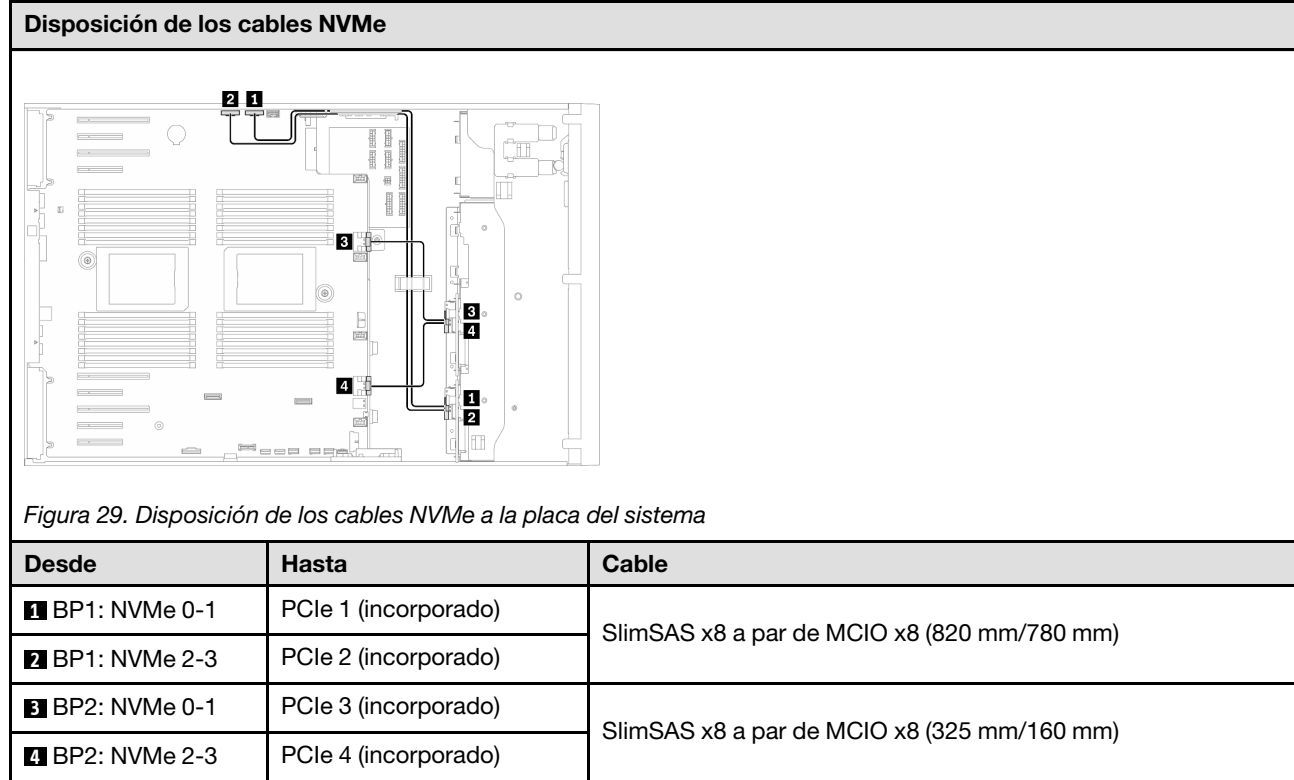 Disposición de los cables NVMe
2 1
3
3
4
4
1
2
Figura 29. Disposición de los cables NVMe a la placa del sistema
Desde Hasta Cable
1 BP1: NVMe 0-1 PCIe 1 (incorporado)
SlimSAS x8 a par de MCIO x8 (820 mm/780 mm)
2 BP1: NVMe 2-3 PCIe 2 (incorporado)
3 BP2: NVMe 0-1 PCIe 3 (incorporado)
SlimSAS x8 a par de MCIO x8 (325 mm/160 mm)
4 BP2: NVMe 2-3 PCIe 4 (incorporado)